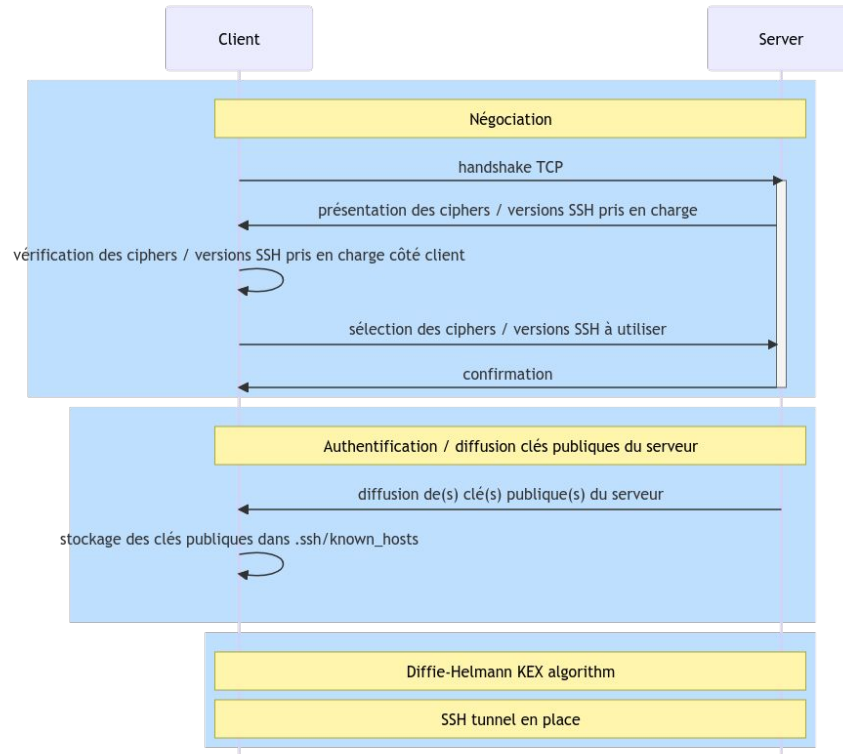 Client
Server
Négociation
handshake TCP
présentation des ciphers / versions SSH pris en charge
vérification des ciphers / versions SSH pris en charge côté client
sélection des ciphers / versions SSH à utiliser
confirmation
Authentification / diffusion clés publiques du serveur
diffusion de(s) clé(s) publique(s) du serveur
stockage des clés publiques dans .ssh/known_hosts
Diffie-Helmann KEX algorithm
SSH tunnel en place